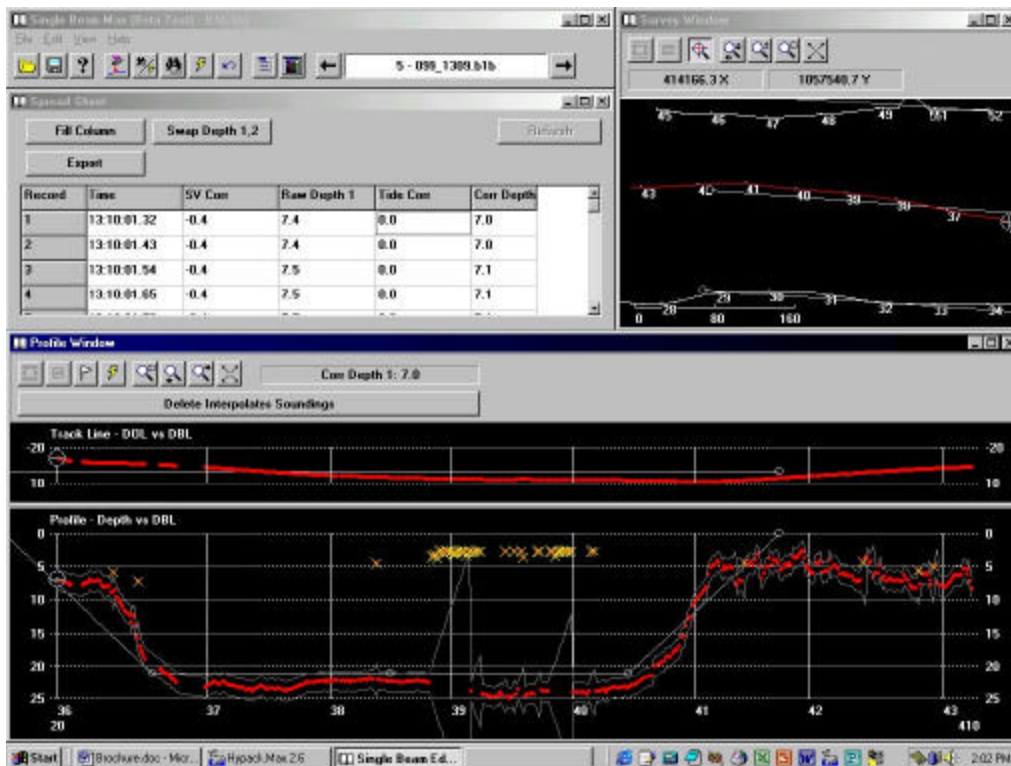 Single Beam Max (Beta Test)
File Edit View Help
5 - 099_1309.b1b
Spread Sheet
Fill Column Swap Depth 1,2 Refresh
Export
Record Time SV Corr Raw Depth 1 Tide Corr Corr Depth
1 13:10:01.32 -0.4 7.4 0.0 7.0
2 13:10:01.43 -0.4 7.4 0.0 7.0
3 13:10:01.54 -0.4 7.5 0.0 7.1
4 13:10:01.65 -0.4 7.5 0.0 7.1
Survey Window
414166.3 X 1057540.7 Y
45 46 47 48 49 51 52
43 40 41 40 39 38 37
28 29 30 31 32 33 34
0 80 160
Profile Window
Corr Depth 1: 7.0
Delete Interpolates Soundings
Track Line - DOL vs DBL
-20 -20
10 10
Profile - Depth vs DBL
0 0
5 5
10 10
15 15
20 20
25 25
36 37 38 39 40 41 42 43
20 410
Start Brochure.doc - Micr... Hypack Max 2.6 Single Beam Ed... 2:02 PM